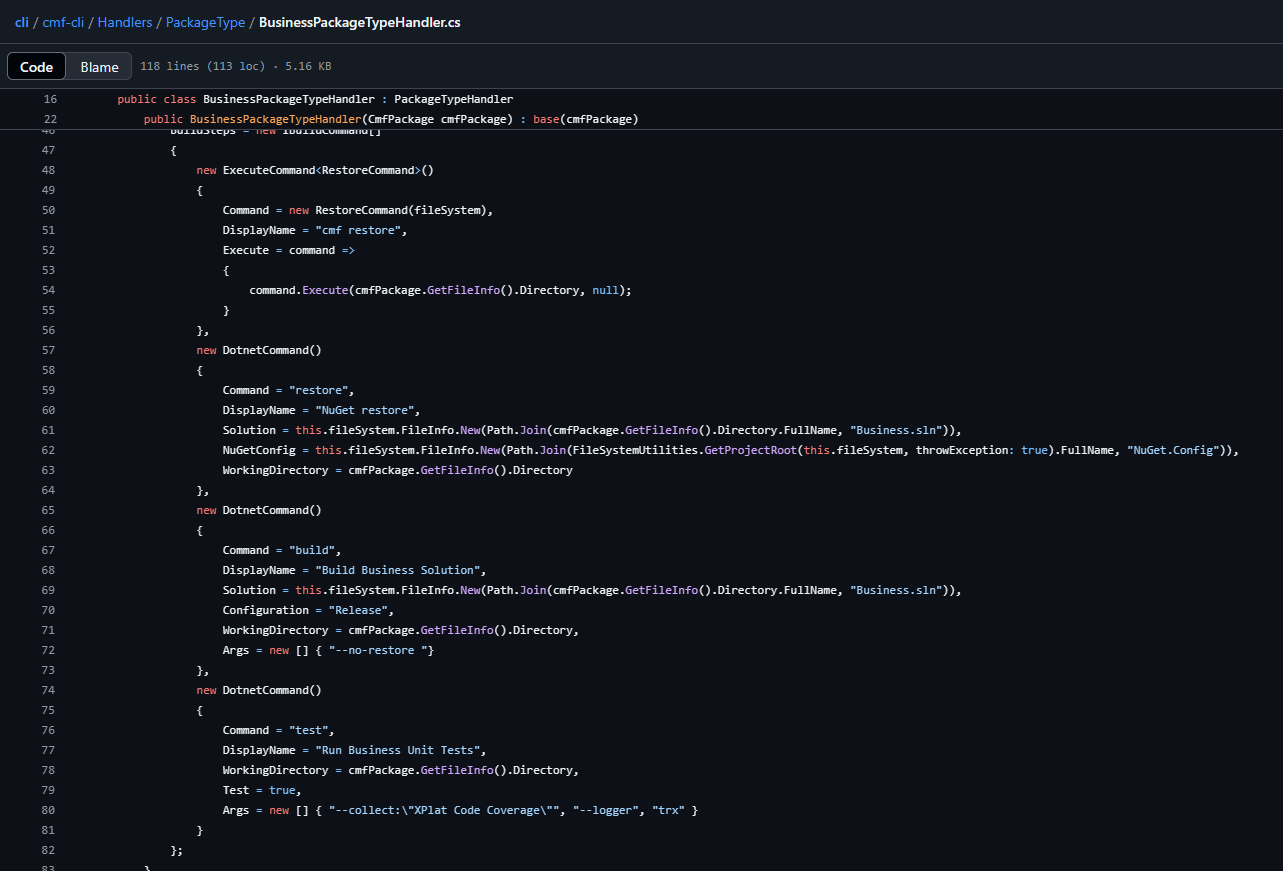 cli / cmf-cli / Handlers / PackageType / BusinessPackageTypeHandler.cs
Code Blame 118 lines (113 loc) · 5.16 KB
16 public class BusinessPackageTypeHandler : PackageTypeHandler
22 public BusinessPackageTypeHandler(CmfPackage cmfPackage) : base(cmfPackage)
46 BuildSteps = new IBuildCommand[]
47 {
48 new ExecuteCommand<RestoreCommand>()
49 {
50 Command = new RestoreCommand(fileSystem),
51 DisplayName = "cmf restore",
52 Execute = command =>
53 {
54 command.Execute(cmfPackage.GetFileInfo().Directory, null);
55 }
56 },
57 new DotnetCommand()
58 {
59 Command = "restore",
60 DisplayName = "NuGet restore",
61 Solution = this.fileSystem.FileInfo.New(Path.Join(cmfPackage.GetFileInfo().Directory.FullName, "Business.sln")),
62 NuGetConfig = this.fileSystem.FileInfo.New(Path.Join(FileSystemUtilities.GetProjectRoot(this.fileSystem, throwException: true).FullName, "NuGet.Config")),
63 WorkingDirectory = cmfPackage.GetFileInfo().Directory
64 },
65 new DotnetCommand()
66 {
67 Command = "build",
68 DisplayName = "Build Business Solution",
69 Solution = this.fileSystem.FileInfo.New(Path.Join(cmfPackage.GetFileInfo().Directory.FullName, "Business.sln")),
70 Configuration = "Release",
71 WorkingDirectory = cmfPackage.GetFileInfo().Directory,
72 Args = new [] { "--no-restore "}
73 },
74 new DotnetCommand()
75 {
76 Command = "test",
77 DisplayName = "Run Business Unit Tests",
78 WorkingDirectory = cmfPackage.GetFileInfo().Directory,
79 Test = true,
80 Args = new [] { "--collect:\"XPlat Code Coverage\"", "--logger", "trx" }
81 }
82 };
83 }